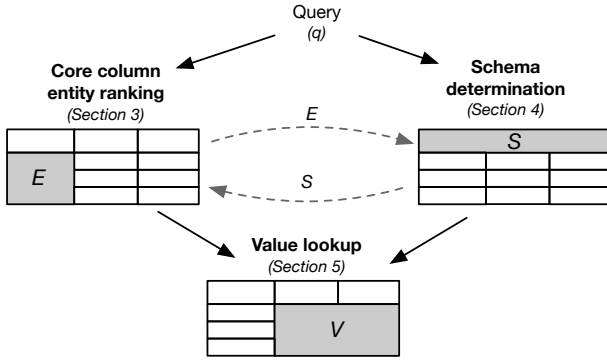 Query
(q)
Core column
entity ranking
(Section 3)
Schema
determination
(Section 4)
E
S
E
S
Value lookup
(Section 5)
V